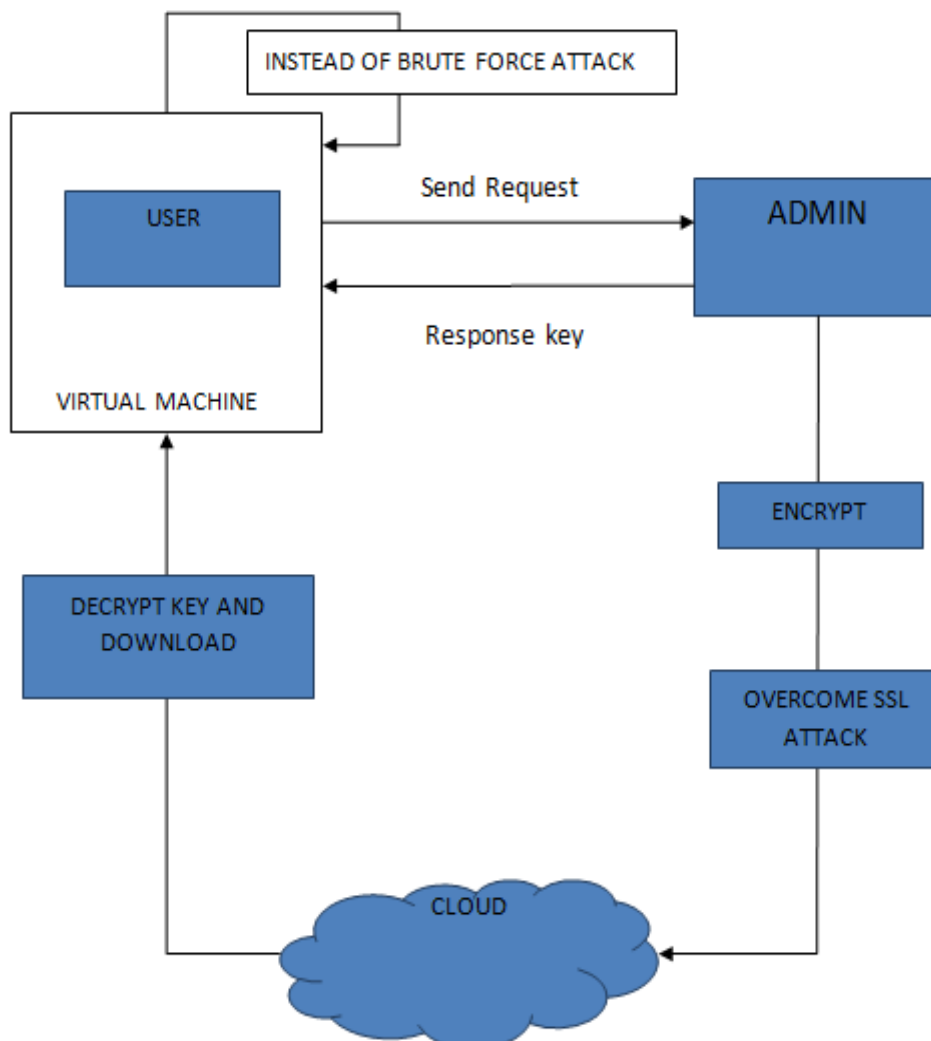 INSTEAD OF BRUTE FORCE ATTACK
Send Request
USER
ADMIN
Response key
VIRTUAL MACHINE
ENCRYPT
DECRYPT KEY AND
DOWNLOAD
OVERCOME SSL
ATTACK
CLOUD